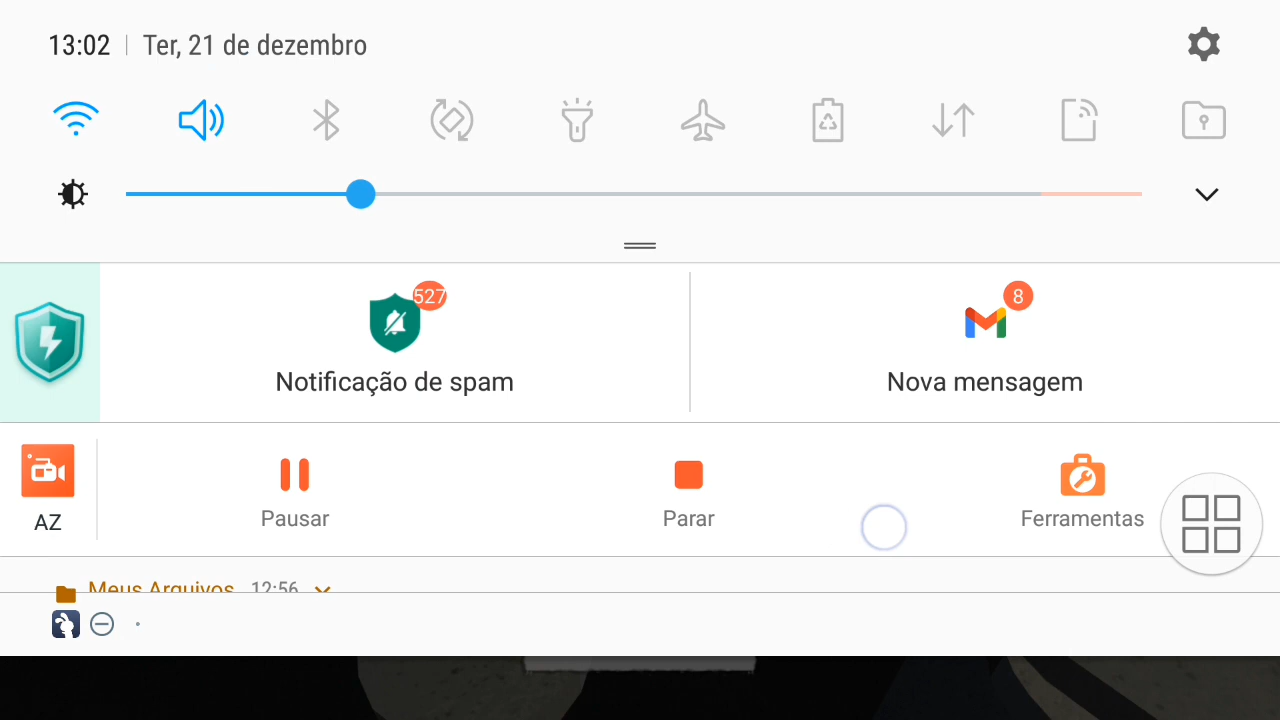 13:02 Ter, 21 de dezembro
527
8
Notificação de spam
Nova mensagem
AZ
Pausar
Parar
Ferramentas
Meus Arquivos 12:56